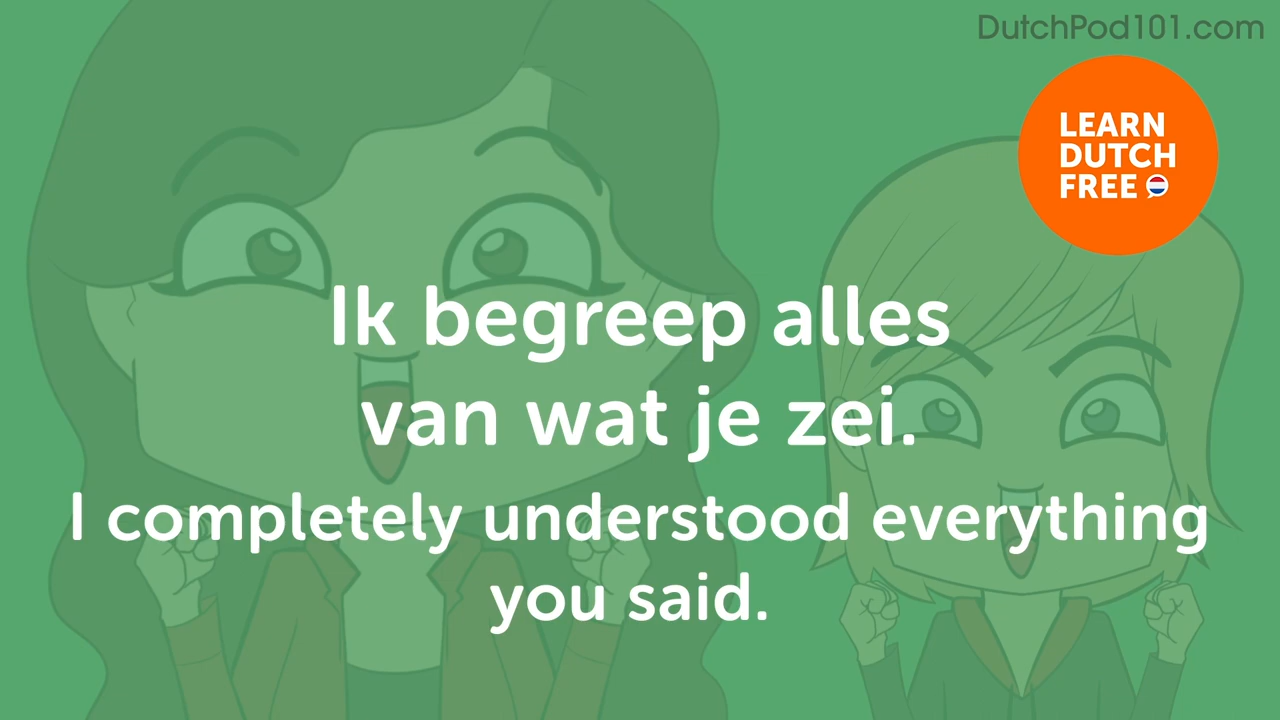 DutchPod101.com
LEARN
DUTCH
FREE
Ik begreep alles
van wat je zei.
I completely understood everything
you said.